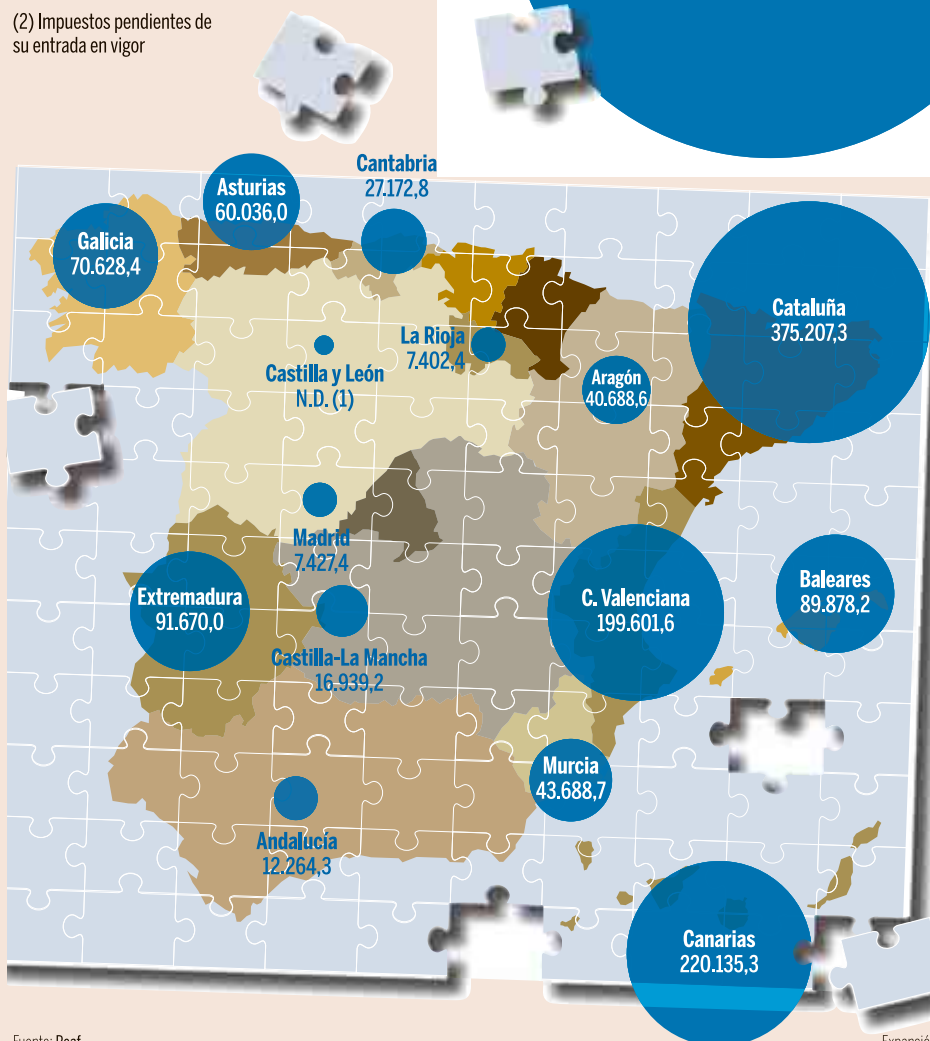 (2) Impuestos pendientes de
su entrada en vigor
Cantabria
27.172,8
Asturias
60.036,0
Galicia
70.628,4
Cataluña
375.207,3
La Rioja
7.402,4
Castilla y León
N.D. (1)
Aragón
40.688,6
Madrid
7.427,4
Extremadura
91.670,0
C. Valenciana
199.601,6
Baleares
89.878,2
Castilla-La Mancha
16.939,2
Murcia
43.688,7
Andalucía
12.264,3
Canarias
220.135,3
Fuente: Reaf
Expansió